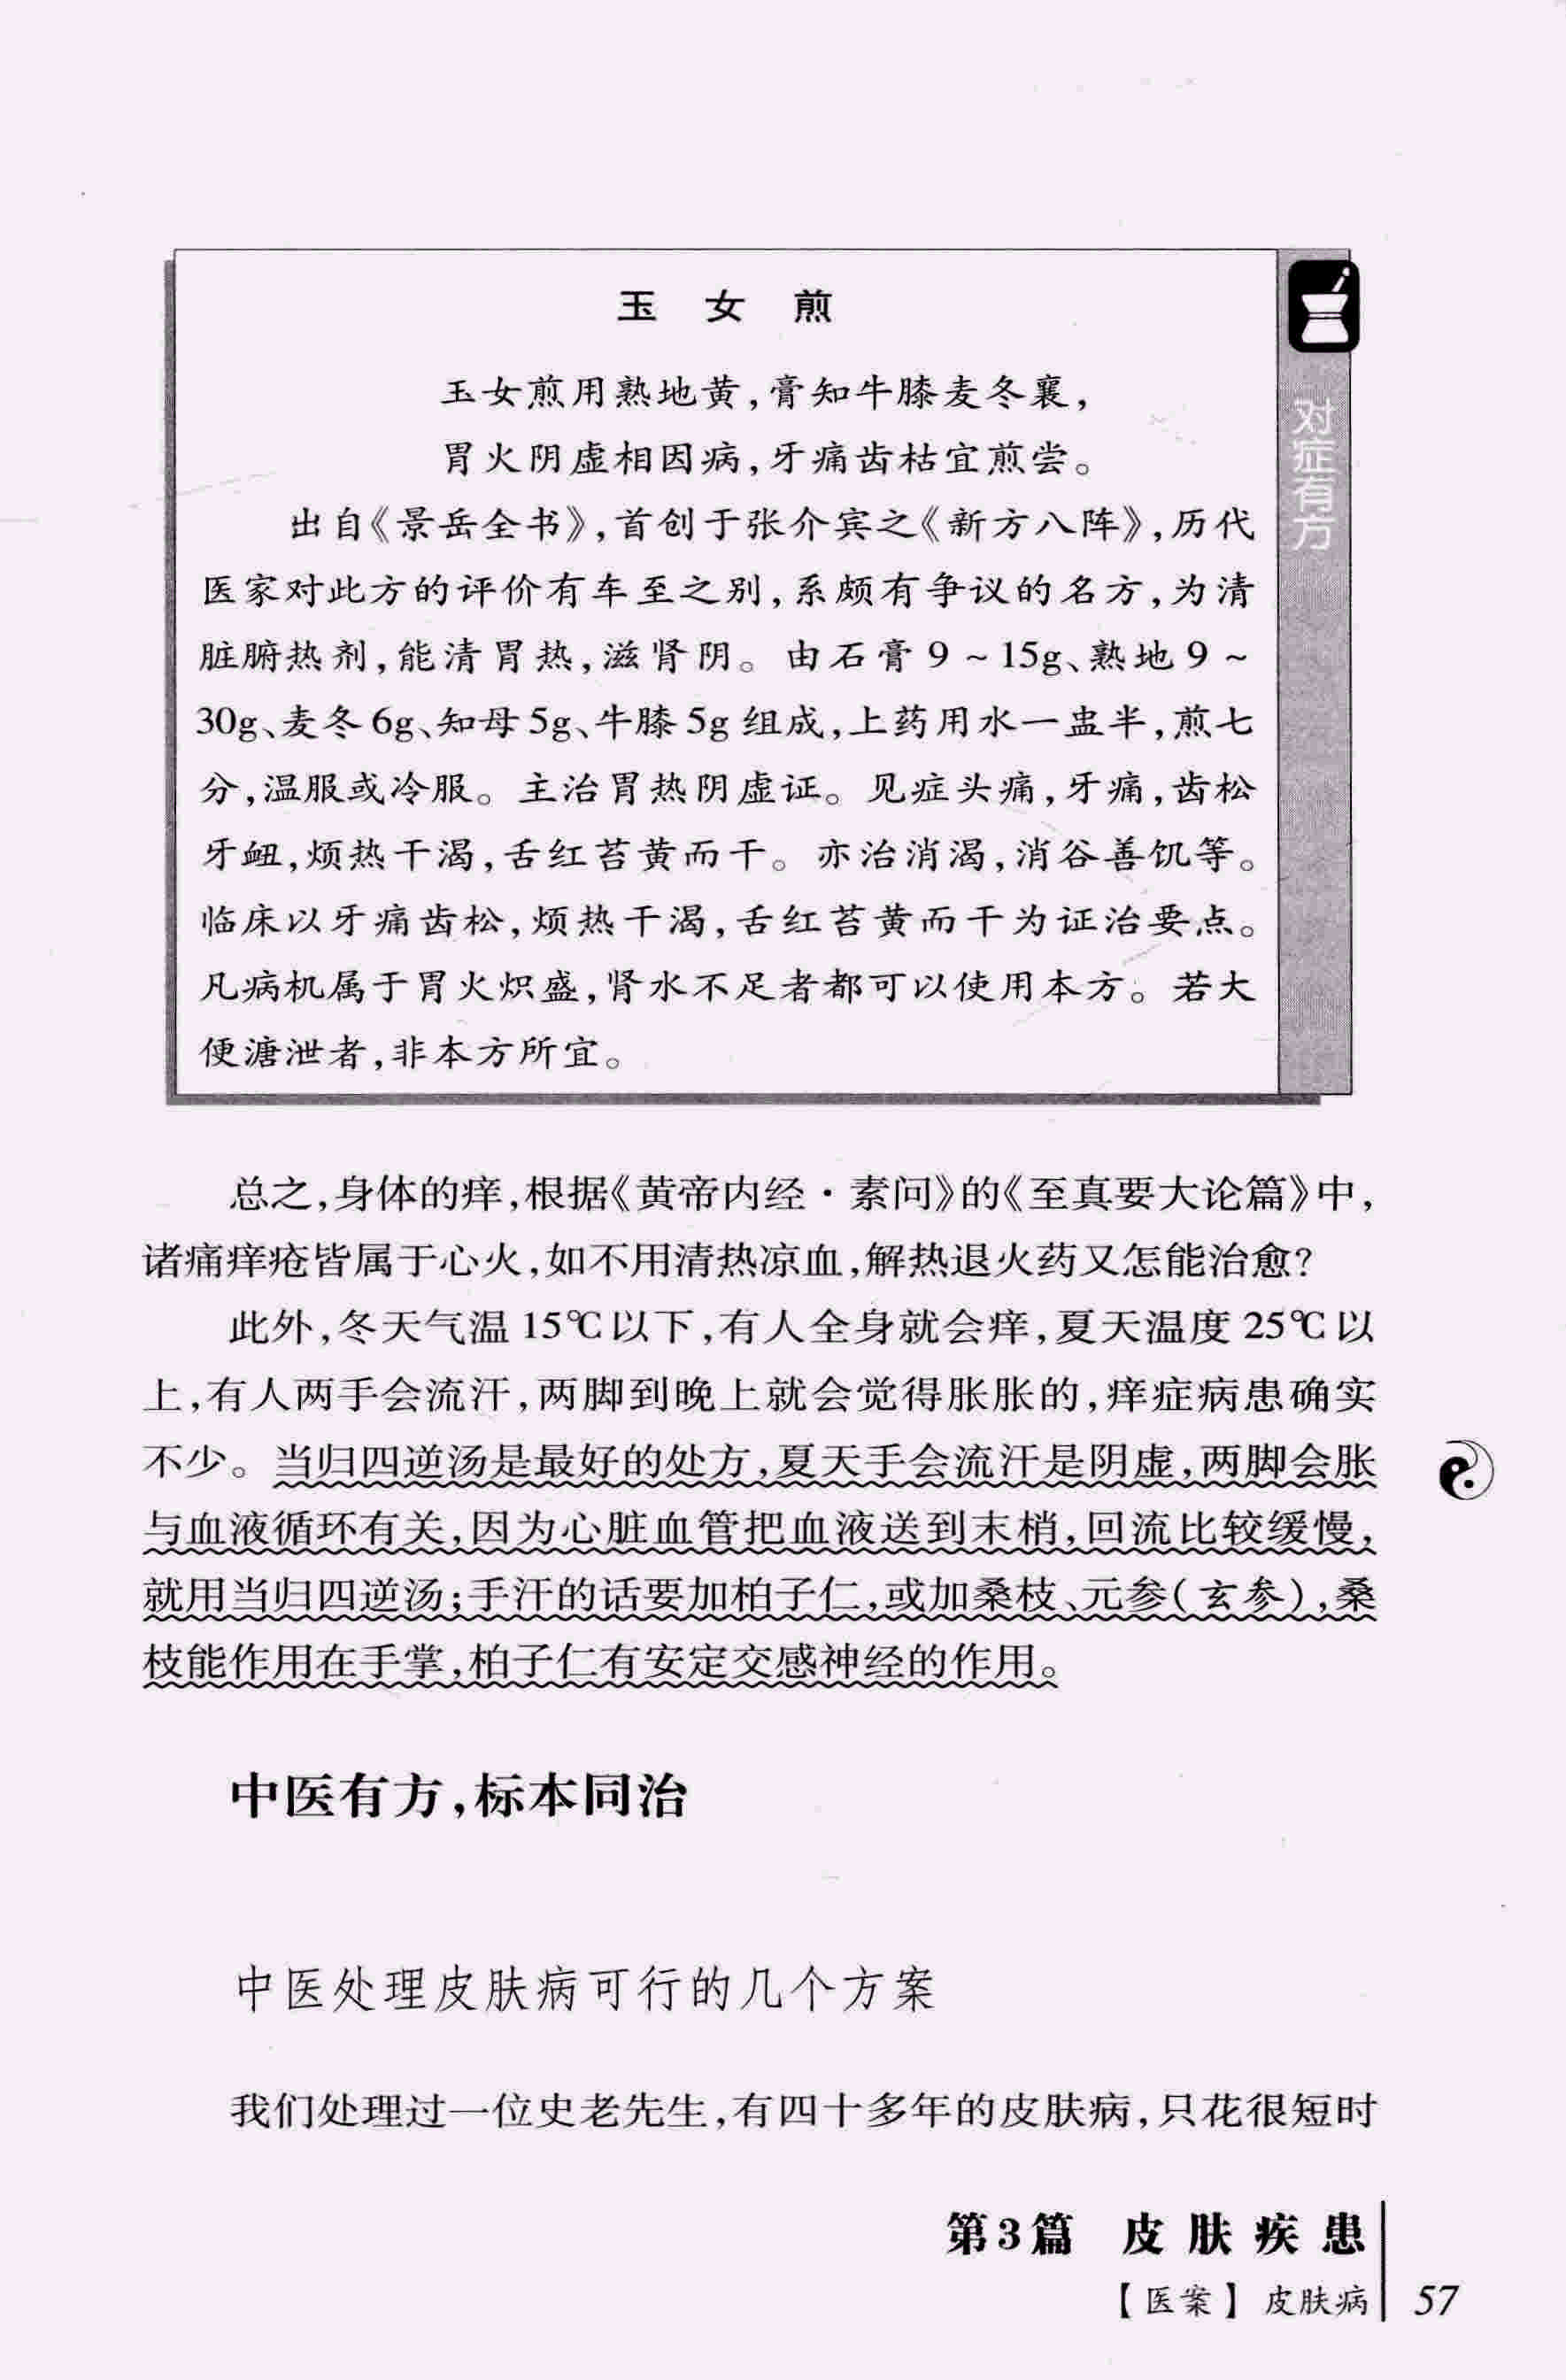 玉女煎
玉女煎用熟地黄,膏知牛膝麦冬襄,
胃火阴虚相因病,牙痛齿枯宜煎尝。
出自《景岳全书》,首创于张介宾之《新方八阵》,历代
医家对此方的评价有车至之别,系颇有争议的名方,为清
脏腑热剂,能清胃热,滋肾阴。由石膏9~15g、熟地9~
30g、麦冬6g、知母5g、牛膝5g组成,上药用水一盅半,煎七
分,温服或冷服。主治胃热阴虚证。见症头痛,牙痛,齿松
牙衄,烦热干渴,舌红苔黄而干。亦治消渴,消谷善饥等。
临床以牙痛齿松,烦热干渴,舌红苔黄而干为证治要点。
凡病机属于胃火炽盛,肾水不足者都可以使用本方。若大
便溏泄者,非本方所宜。
对症有方
总之,身体的痒,根据《黄帝内经·素问》的《至真要大论篇》中,
诸痛痒疮皆属于心火,如不用清热凉血,解热退火药又怎能治愈?
此外,冬天气温15℃以下,有人全身就会痒,夏天温度25℃以
上,有人两手会流汗,两脚到晚上就会觉得胀胀的,痒症病患确实
不少。当归四逆汤是最好的处方,夏天手会流汗是阴虚,两脚会胀
与血液循环有关,因为心脏血管把血液送到末梢,回流比较缓慢,
就用当归四逆汤;手汗的话要加柏子仁,或加桑枝、元参(玄参),桑
枝能作用在手掌,柏子仁有安定交感神经的作用。
中医有方,标本同治
中医处理皮肤病可行的几个方案
我们处理过一位史老先生,有四十多年的皮肤病,只花很短时
第3篇 皮肤疾患
【医案】皮肤病 57